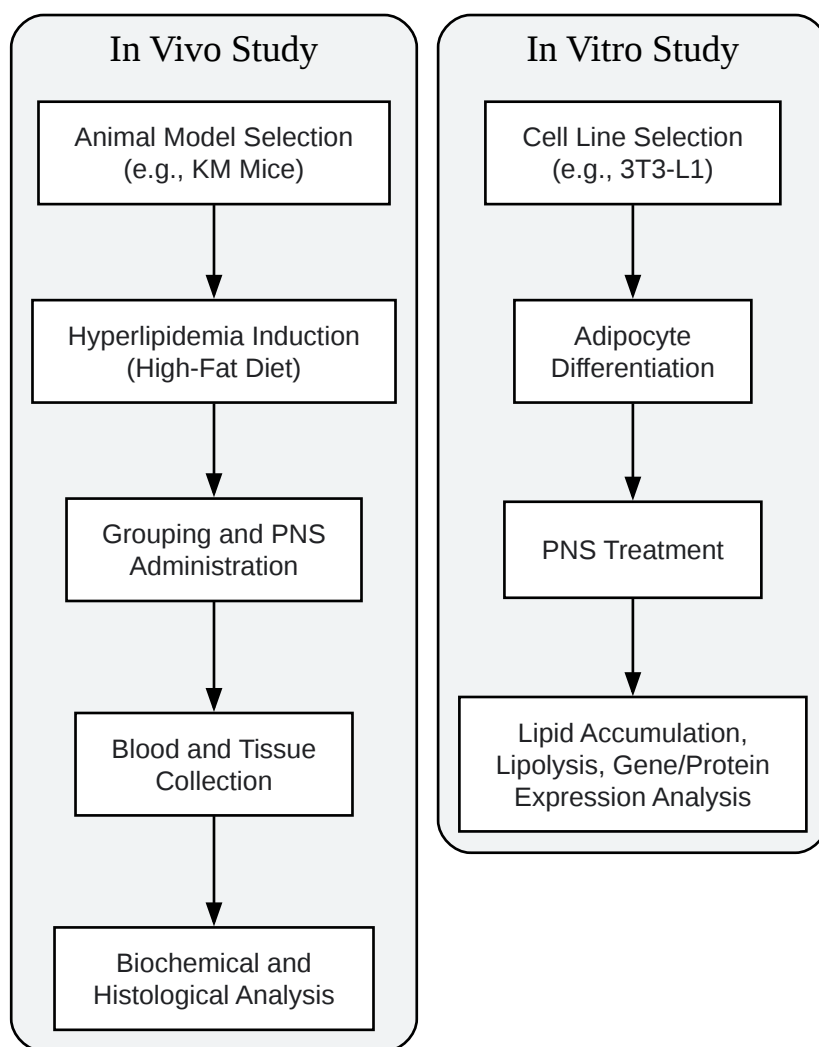 In Vivo Study
Animal Model Selection
(e.g., KM Mice)
Hyperlipidemia Induction
(High-Fat Diet)
Grouping and PNS
Administration
Blood and Tissue
Collection
Biochemical and
Histological Analysis
In Vitro Study
Cell Line Selection
(e.g., 3T3-L1)
Adipocyte
Differentiation
PNS Treatment
Lipid Accumulation,
Lipolysis, Gene/Protein
Expression Analysis